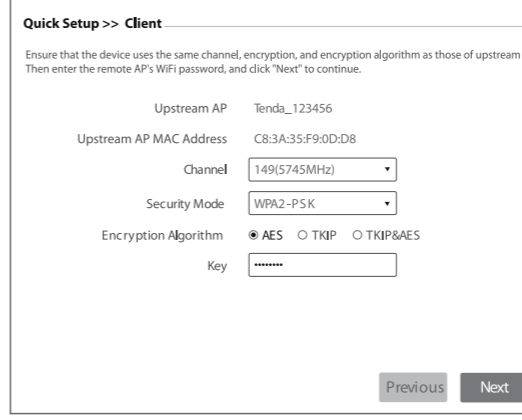 Quick Setup >> Client
Ensure that the device uses the same channel, encryption, and encryption algorithm as those of upstream
Then enter the remote AP's WiFi password, and click "Next" to continue.
Upstream AP Tenda_123456
Upstream AP MAC Address C8:3A:35:F9:0D:D8
Channel 149(5745MHz)
Security Mode WPA2-PSK
Encryption Algorithm AES TKIP TKIP&AES
Key ********
Previous Next